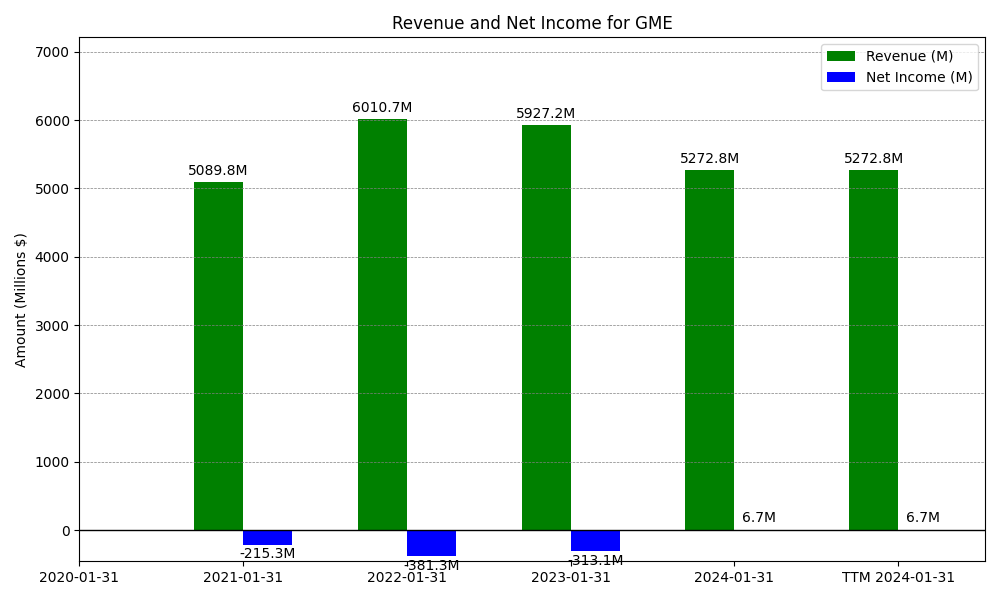 Revenue and Net Income for GME
Revenue (M)
Net Income (M)
Amount (Millions $)
7000
6000
5000
4000
3000
2000
1000
0
5089.8M
6010.7M
5927.2M
5272.8M
5272.8M
-215.3M
-381.3M
-313.1M
6.7M
6.7M
2020-01-31
2021-01-31
2022-01-31
2023-01-31
2024-01-31
TTM 2024-01-31